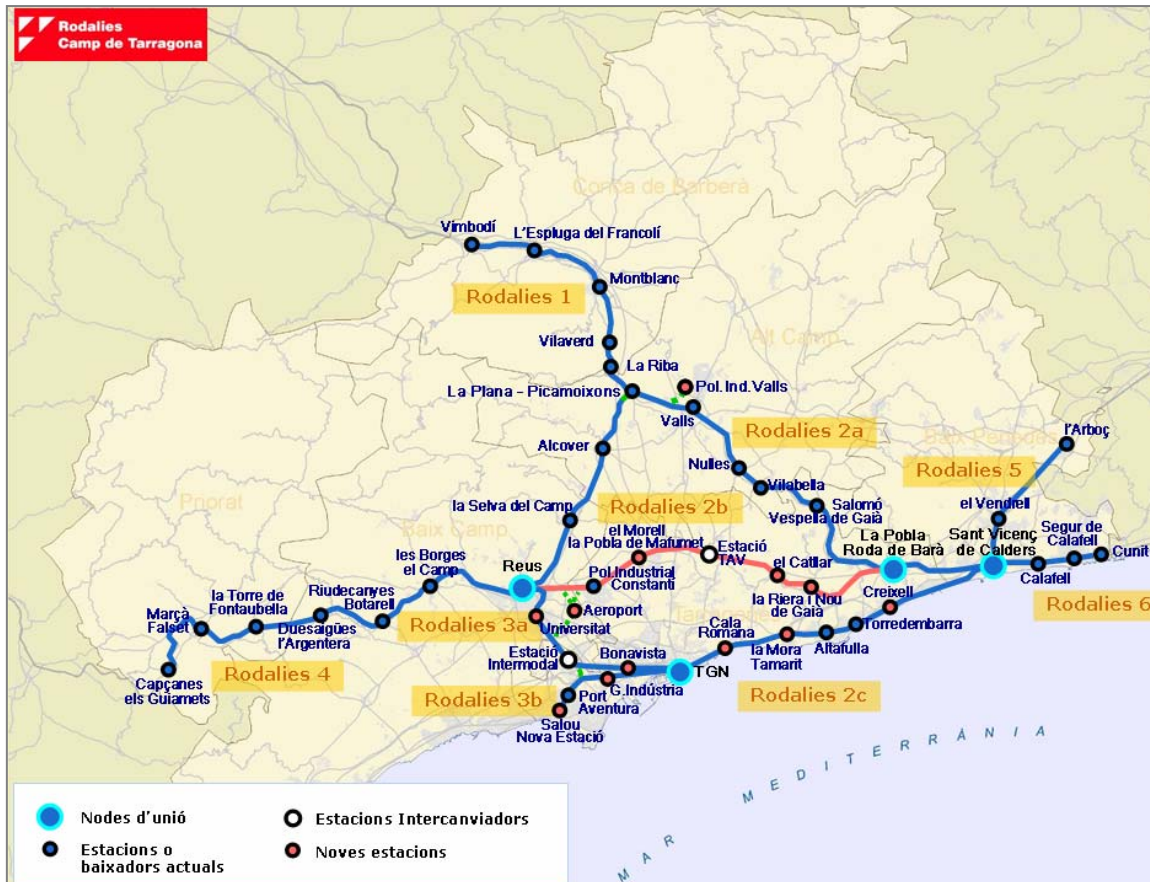 Rodalies
Camp de Tarragona
Conca de Barberà
Vimbodí
L'Espluga del Francolí
Montblanc
Rodalies 1
Vilaverd
Alt Camp
La Riba
La Plana - Picamoixons
Pol. Ind. Valls
Valls
Rodalies 2a
Baix Penedès
l'Arboç
Alcover
Nulles
Rodalies 5
Vilabella
Priorat
la Selva del Camp
Rodalies 2b
Salomó
Vespella de Gaià
el Vendrell
Baix Camp
el Morell
la Pobla de Mafumet
Estació
TAV
La Pobla
Roda de Barà
Sant Vicenç
de Calders
Segur de
Calafell
Cunit
les Borges
el Camp
Reus
el Catllar
Calafell
Riudecanyes
Botarell
Pol. Industrial
Constantí
la Riera i Nou
de Gaià
Creixell
Rodalies 6
la Torre de
Fontaubella
Marçà
Falset
Duesaigües
l'Argentera
Rodalies 3a
Aeroport
Universitat
Cala
Romana
Torredembarra
la Mora
Tamarit
Altafulla
Estació
Intermodal
Bonavista
Capçanes
els Guiamets
Rodalies 4
TGN
Rodalies 3b
G.Indústria
Port
Aventura
Rodalies 2c
Salou
Nova Estació
MAR MEDITERRÀNIA
Nodes d'unió
Estacions Intercanviadors
Estacions o
baixadors actuals
Noves estacions